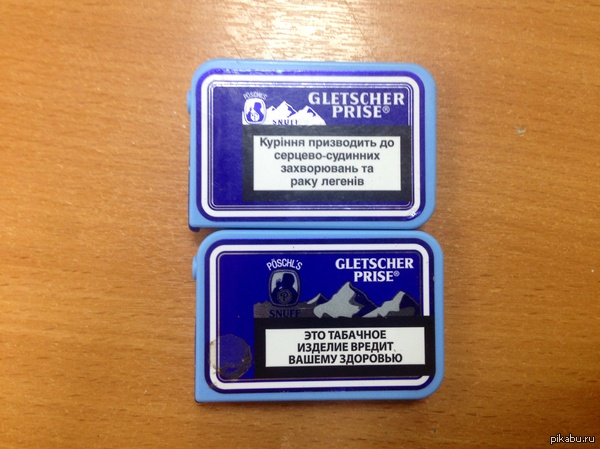 PÖSCHL'S
SNUFF
GLETSCHER
PRISE®
Куріння призводить до
серцево-судинних
захворювань та
раку легенів
PÖSCHL'S
SNUFF
GLETSCHER
PRISE®
ЭТО ТАБАЧНОЕ
ИЗДЕЛИЕ ВРЕДИТ
ВАШЕМУ ЗДОРОВЬЮ
pikabu.ru